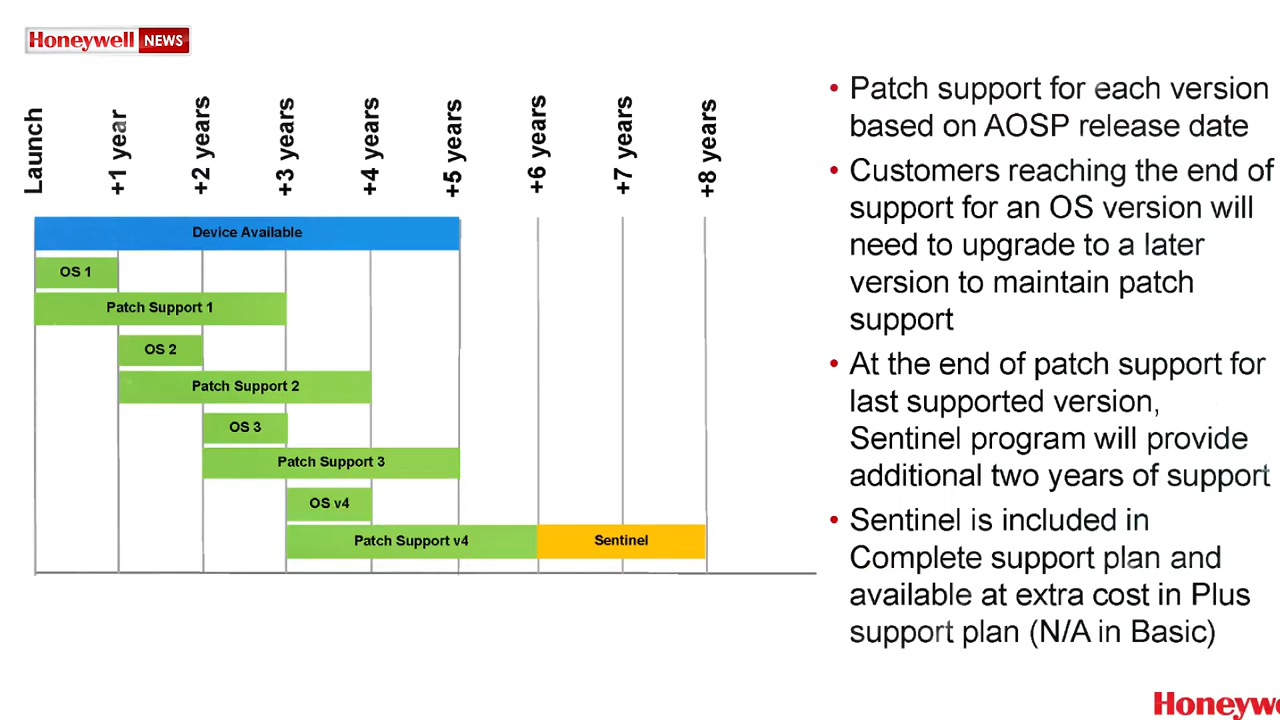 Honeywell NEWS
Launch
+1 year
+2 years
+3 years
+4 years
+5 years
+6 years
+7 years
+8 years
Device Available
OS 1
Patch Support 1
OS 2
Patch Support 2
OS 3
Patch Support 3
OS v4
Patch Support v4
Sentinel
• Patch support for each version
based on AOSP release date
• Customers reaching the end of
support for an OS version will
need to upgrade to a later
version to maintain patch
support
• At the end of patch support for
last supported version,
Sentinel program will provide
additional two years of support
• Sentinel is included in
Complete support plan and
available at extra cost in Plus
support plan (N/A in Basic)
Honeywe